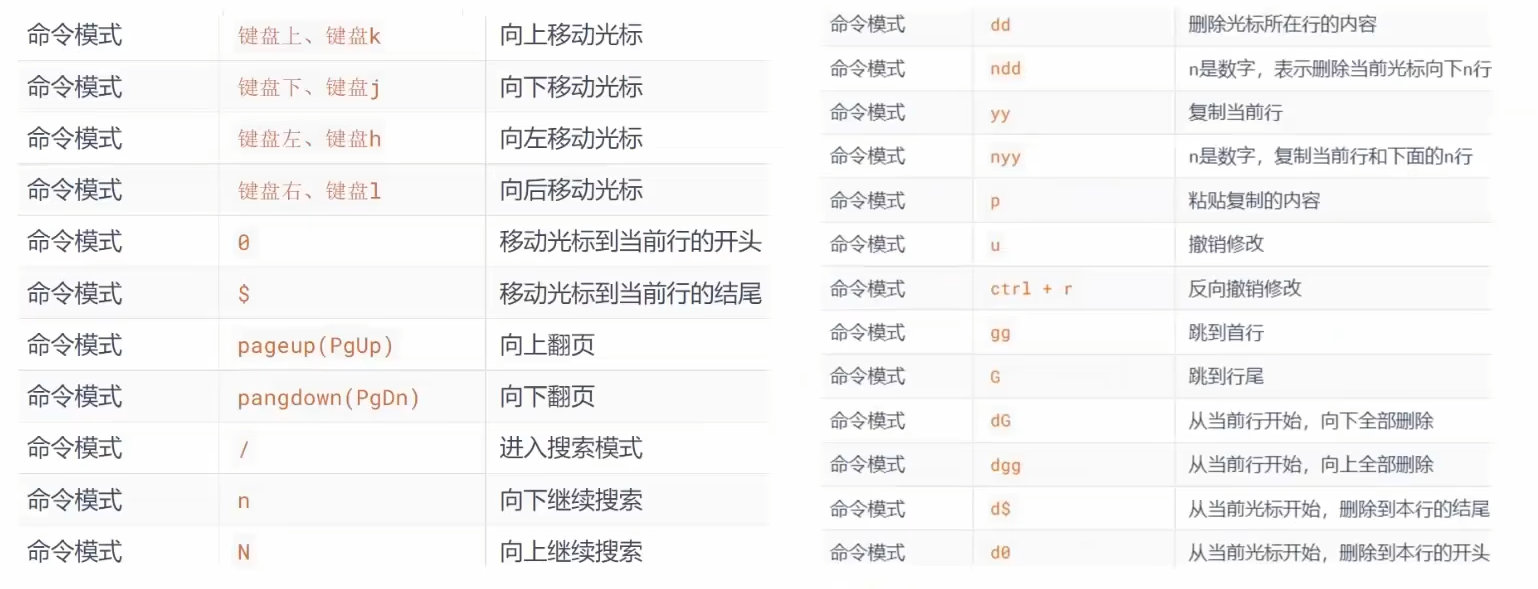 命令模式 键盘上、键盘k 向上移动光标
命令模式 键盘下、键盘j 向下移动光标
命令模式 键盘左、键盘h 向左移动光标
命令模式 键盘右、键盘l 向后移动光标
命令模式 0 移动光标到当前行的开头
命令模式 $ 移动光标到当前行的结尾
命令模式 pageup(PgUp) 向上翻页
命令模式 pangdown(PgDn) 向下翻页
命令模式 / 进入搜索模式
命令模式 n 向下继续搜索
命令模式 N 向上继续搜索
命令模式 dd 删除光标所在行的内容
命令模式 ndd n是数字，表示删除当前光标向下n行
命令模式 yy 复制当前行
命令模式 nyy n是数字，复制当前行和下面的n行
命令模式 p 粘贴复制的内容
命令模式 u 撤销修改
命令模式 ctrl + r 反向撤销修改
命令模式 gg 跳到首行
命令模式 G 跳到行尾
命令模式 dG 从当前行开始，向下全部删除
命令模式 dgg 从当前行开始，向上全部删除
命令模式 d$ 从当前光标开始，删除到本行的结尾
命令模式 d0 从当前光标开始，删除到本行的开头